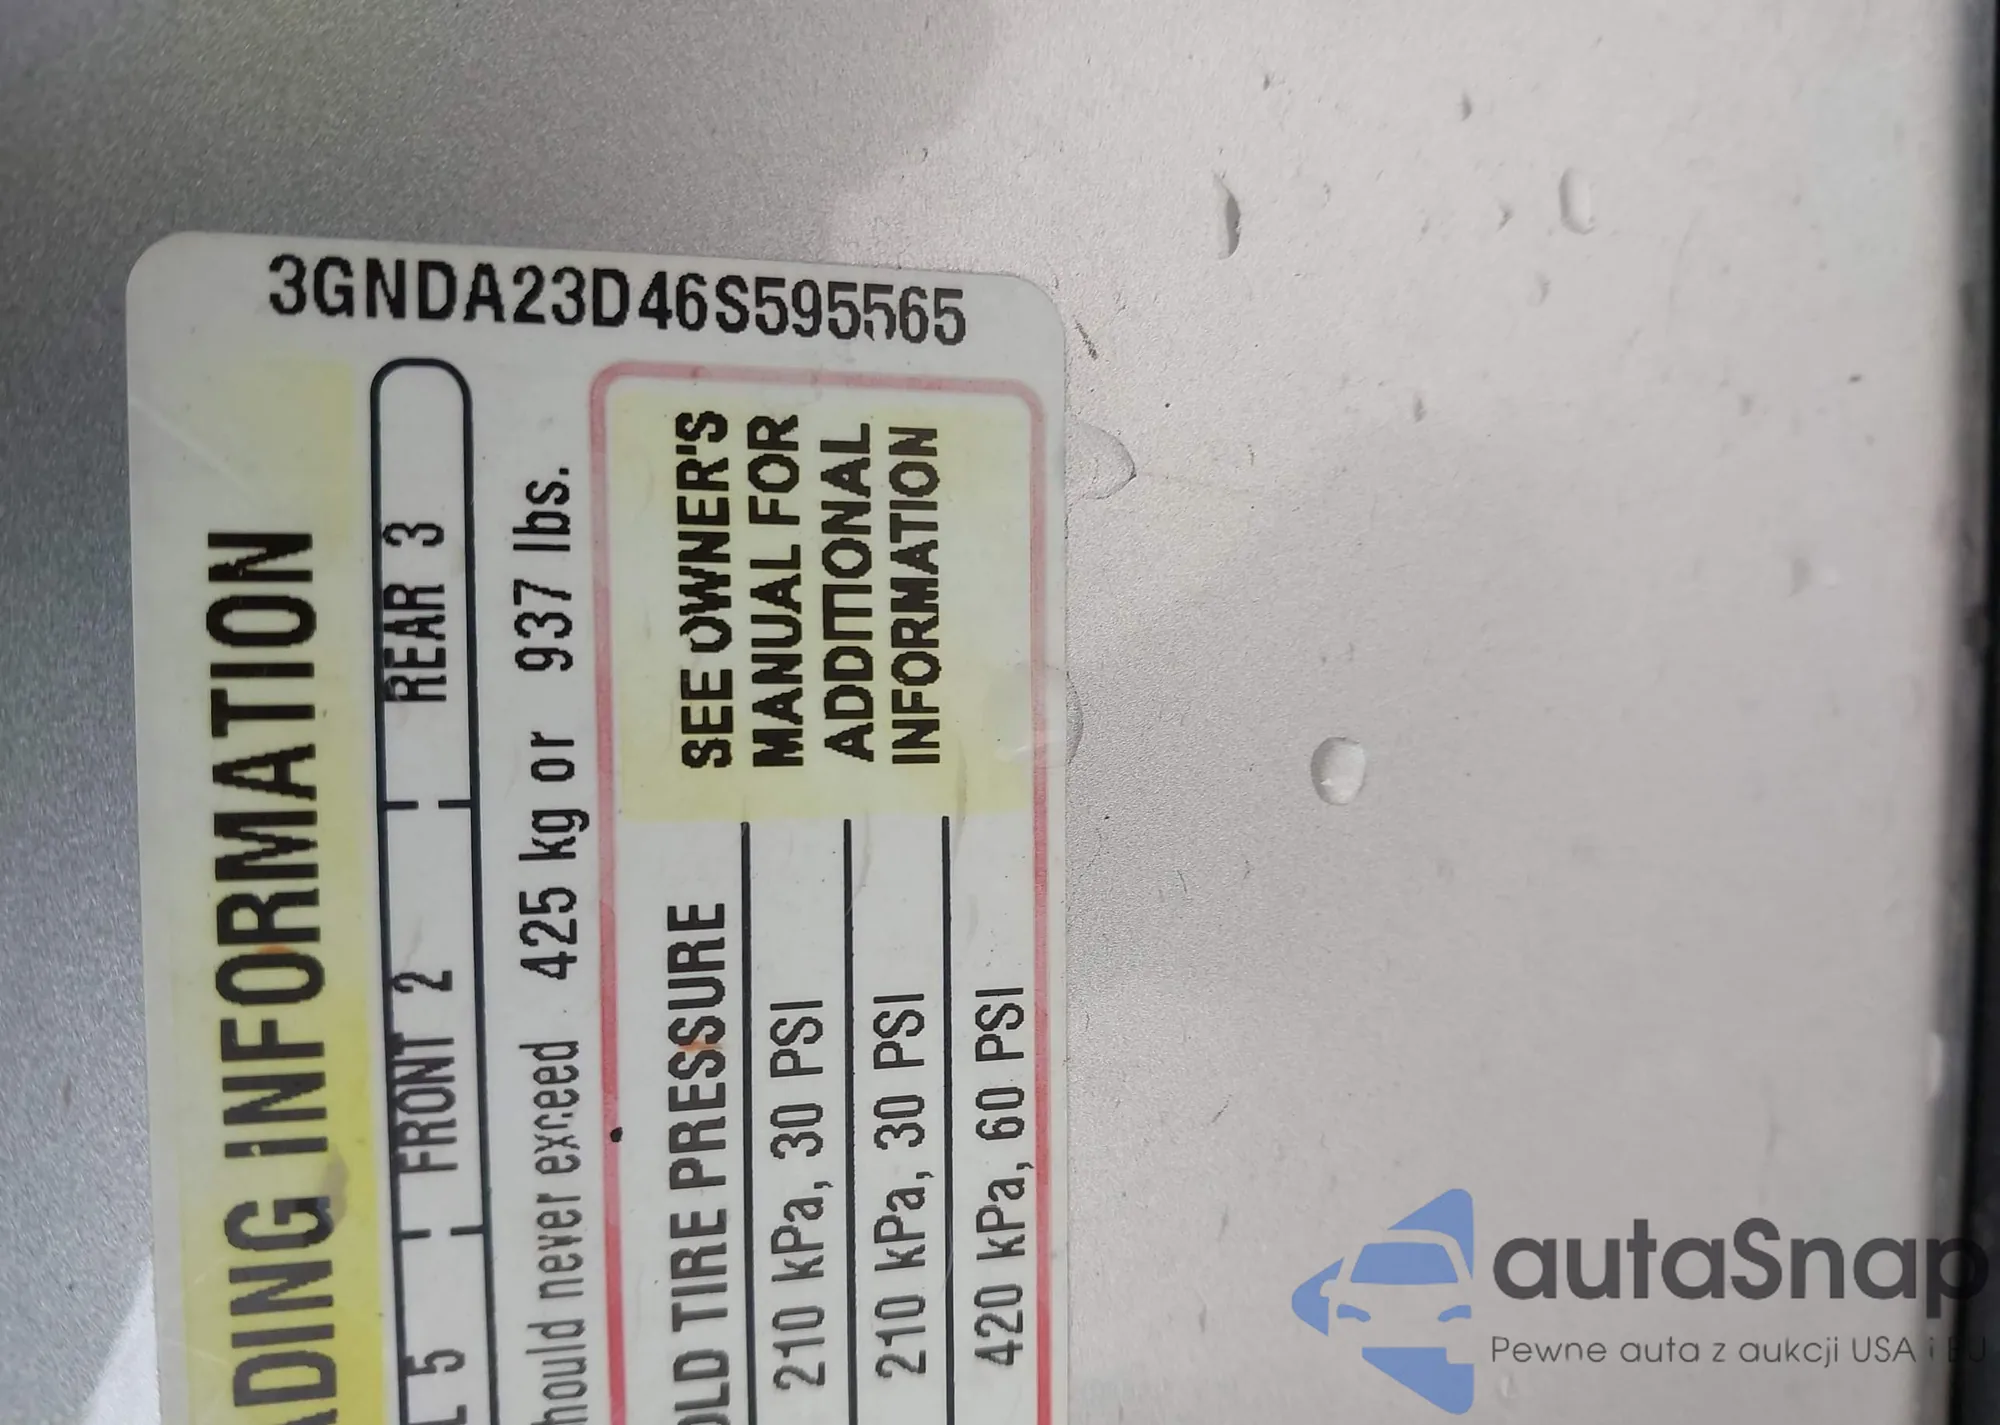 3GNDA23D46S595565
ADING INFORMATION
L 5 FRONT 2 REAR 3
hould never exceed 425 kg or 937 lbs.
OLD TIRE PRESSURE
210 kPa, 30 PSI
210 kPa, 30 PSI
420 kPa, 60 PSI
SEE OWNER'S
MANUAL FOR
ADDITIONAL
INFORMATION
autaSnap
Pewne auta z aukcji USA i EU